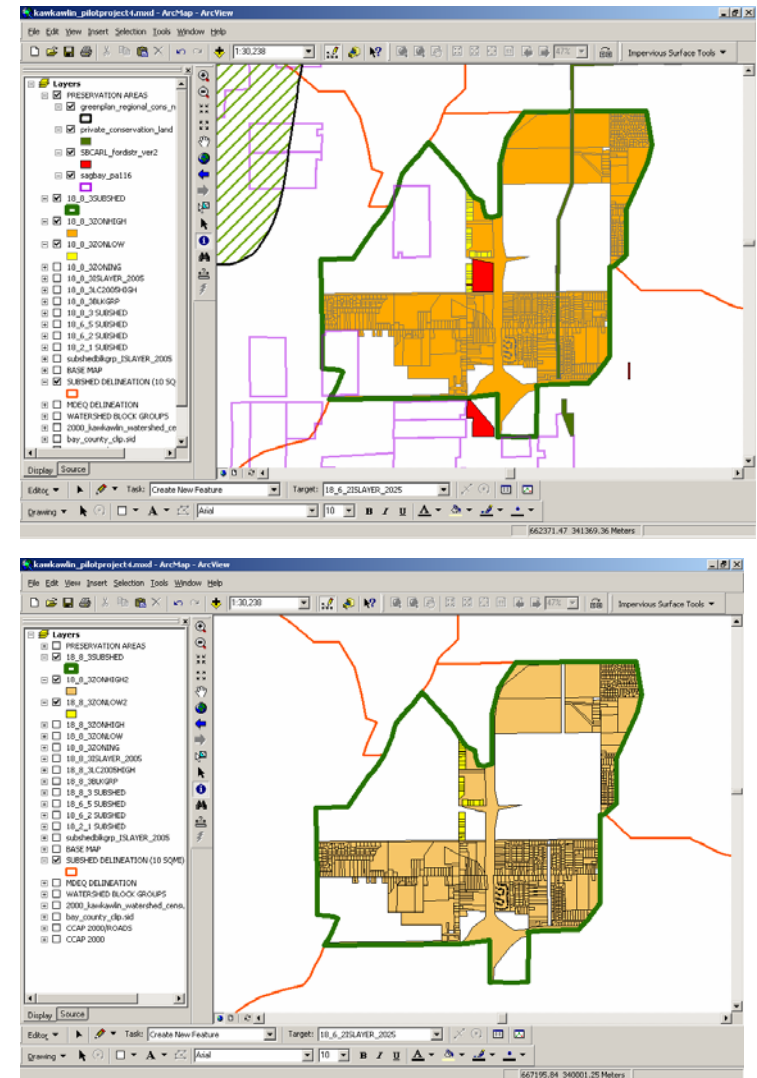 kawkawlin_pilotproject4.mxd - ArcMap - ArcView
File Edit View Insert Selection Tools Window Help
1:30,238
47%
Impervious Surface Tools
Layers
PRESERVATION AREAS
greenplan_regional_cons_n
private_conservation_land
SBCARL_fordistr_ver2
sagbay_pa116
18_8_3SUBSHED
18_8_3ZONHIGH
18_8_3ZONLOW
18_8_3ZONING
18_8_3ISLAYER_2005
18_8_3LC2005HIGH
18_8_3BLKGRP
18_8_3 SUBSHED
18_6_5 SUBSHED
18_6_2 SUBSHED
18_2_1 SUBSHED
subshedblkgrp_ISLAYER_2005
BASE MAP
SUBSHED DELINEATION (10 SQ
MDEQ DELINEATION
WATERSHED BLOCK GROUPS
2000_kawkawlin_watershed_ce
bay_county_clip.sid
Display Source
Editor Task: Create New Feature Target: 18_6_2ISLAYER_2025
Drawing A Arial 10 B I U A
662371.47 341369.36 Meters
kawkawlin_pilotproject4.mxd - ArcMap - ArcView
File Edit View Insert Selection Tools Window Help
1:30,238
47%
Impervious Surface Tools
Layers
PRESERVATION AREAS
18_8_3SUBSHED
18_8_3ZONHIGH2
18_8_3ZONLOW2
18_8_3ZONHIGH
18_8_3ZONLOW
18_8_3ZONING
18_8_3ISLAYER_2005
18_8_3LC2005HIGH
18_8_3BLKGRP
18_8_3 SUBSHED
18_6_5 SUBSHED
18_6_2 SUBSHED
18_2_1 SUBSHED
subshedblkgrp_ISLAYER_2005
BASE MAP
SUBSHED DELINEATION (10 SQMI)
MDEQ DELINEATION
WATERSHED BLOCK GROUPS
2000_kawkawlin_watershed_cens.
bay_county_clip.sid
CCAP 2000/ROADS
CCAP 2000
Display Source
Editor Task: Create New Feature Target: 18_6_2ISLAYER_2025
Drawing A Arial 10 B I U A
667195.84 340001.25 Meters